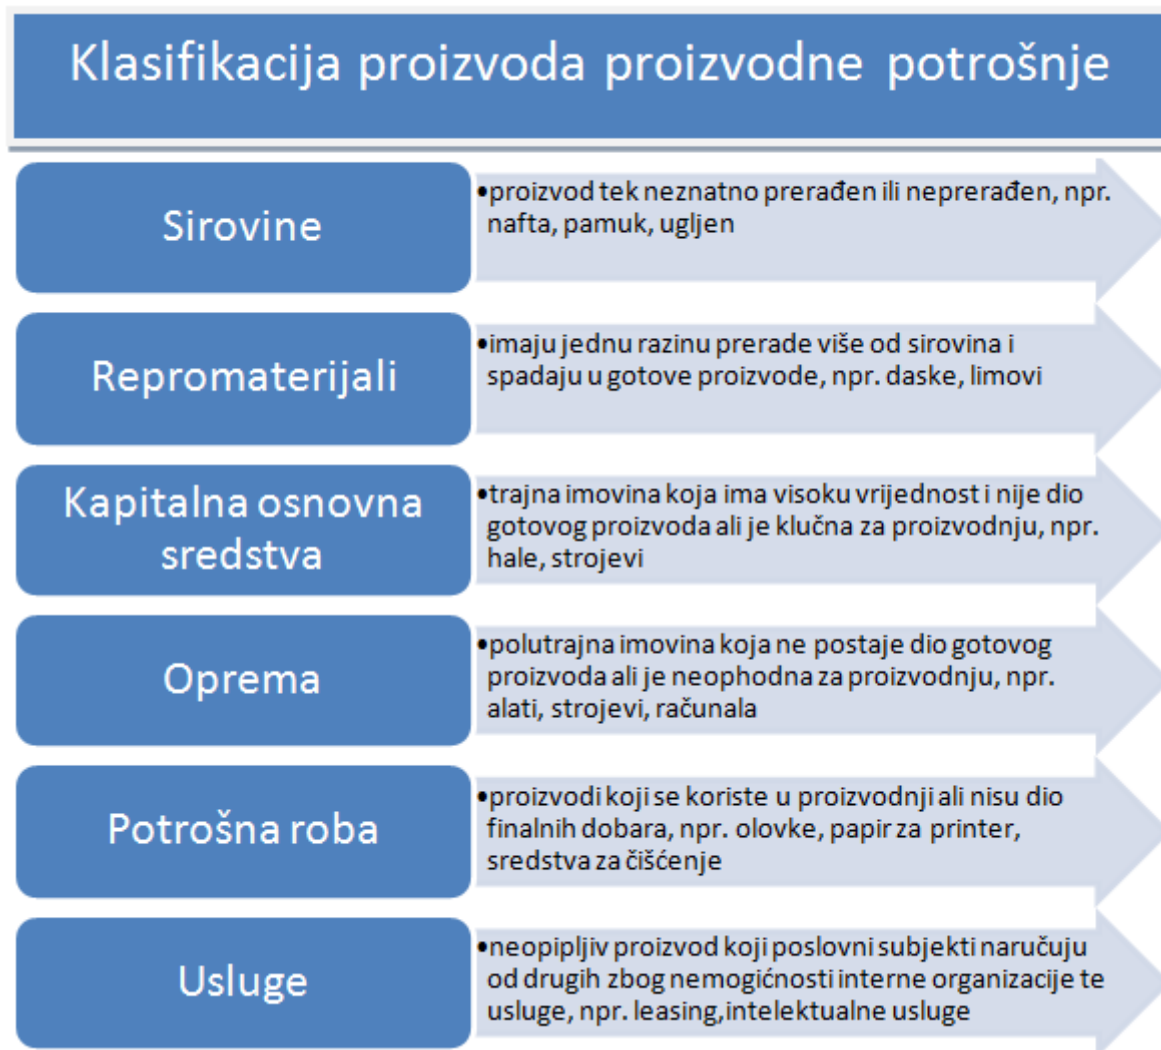 Klasifikacija proizvoda proizvodne potrošnje
Sirovine
•proizvod tek neznatno prerađen ili neprerađen, npr.
nafta, pamuk, ugljen
Repromaterijali
•imaju jednu razinu prerade više od sirovina i
spadaju u gotove proizvode, npr. daske, limovi
Kapitalna osnovna
sredstva
•trajna imovina koja ima visoku vrijednost i nije dio
gotovog proizvoda ali je klučna za proizvodnju, npr.
hale, strojevi
Oprema
•polutrajna imovina koja ne postaje dio gotovog
proizvoda ali je neophodna za proizvodnju, npr.
alati, strojevi, računala
Potrošna roba
•proizvodi koji se koriste u proizvodnji ali nisu dio
finalnih dobara, npr. olovke, papir za printer,
sredstva za čišćenje
Usluge
•neopipljiv proizvod koji poslovni subjekti naručuju
od drugih zbog nemogićnosti interne organizacije te
usluge, npr. leasing,intelektualne usluge